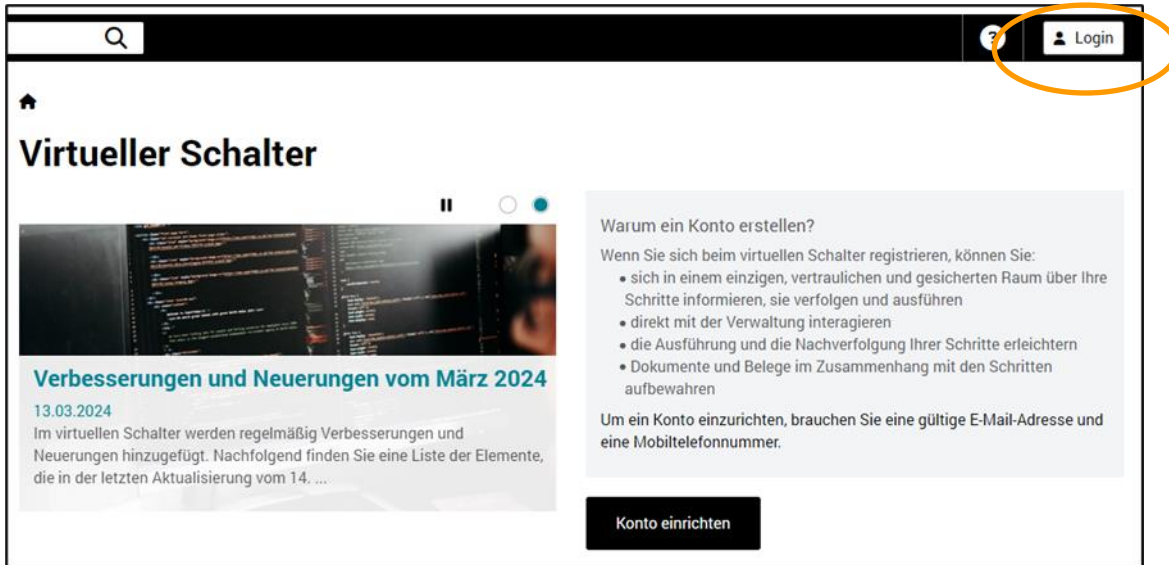 ? Login
Virtueller Schalter
Verbesserungen und Neuerungen vom März 2024
13.03.2024
Im virtuellen Schalter werden regelmäßig Verbesserungen und
Neuerungen hinzugefügt. Nachfolgend finden Sie eine Liste der Elemente,
die in der letzten Aktualisierung vom 14. ...
Warum ein Konto erstellen?
Wenn Sie sich beim virtuellen Schalter registrieren, können Sie:
• sich in einem einzigen, vertraulichen und gesicherten Raum über Ihre
Schritte informieren, sie verfolgen und ausführen
• direkt mit der Verwaltung interagieren
• die Ausführung und die Nachverfolgung Ihrer Schritte erleichtern
• Dokumente und Belege im Zusammenhang mit den Schritten
aufbewahren
Um ein Konto einzurichten, brauchen Sie eine gültige E-Mail-Adresse und
eine Mobiltelefonnummer.
Konto einrichten